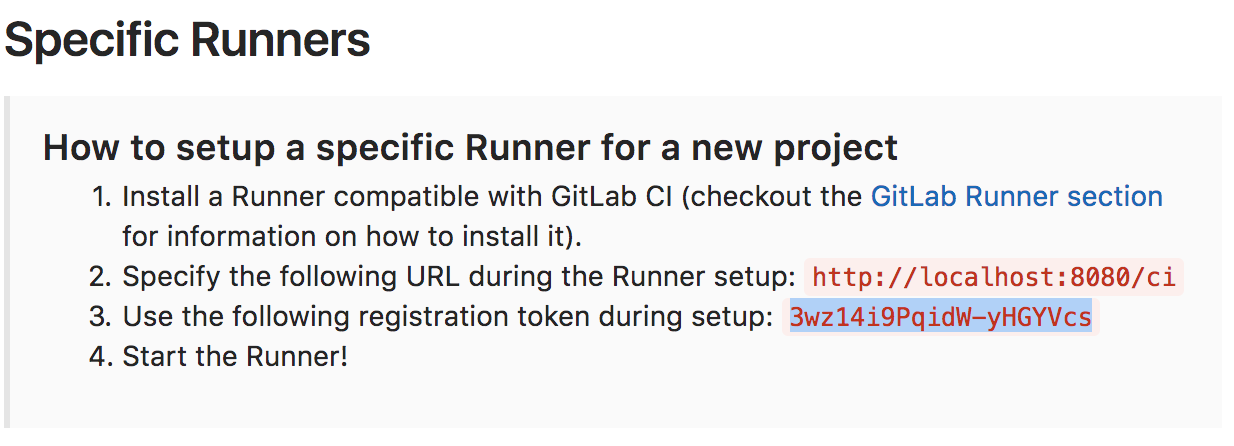 Specific Runners
How to setup a specific Runner for a new project
1. Install a Runner compatible with GitLab CI (checkout the GitLab Runner section
for information on how to install it).
2. Specify the following URL during the Runner setup: http://localhost:8080/ci
3. Use the following registration token during setup: 3wz14i9PqidW-yHGYVcs
4. Start the Runner!